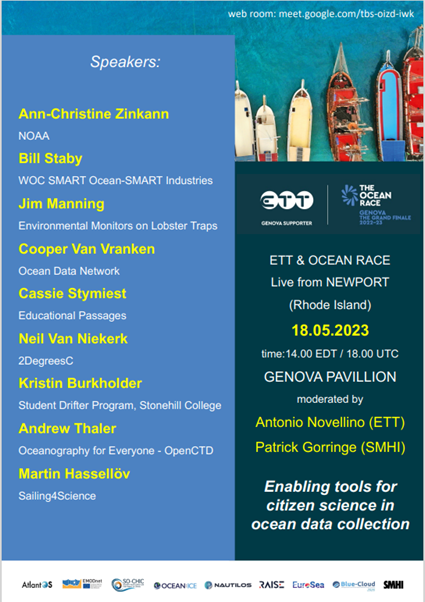 web room: meet.google.com/tbs-oizd-iwk
Speakers:
Ann-Christine Zinkann
NOAA
Bill Staby
WOC SMART Ocean-SMART Industries
Jim Manning
Environmental Monitors on Lobster Traps
Cooper Van Vranken
Ocean Data Network
Cassie Stymiest
Educational Passages
Neil Van Niekerk
2DegreesC
Kristin Burkholder
Student Drifter Program, Stonehill College
Andrew Thaler
Oceanography for Everyone - OpenCTD
Martin Hassellöv
Sailing4Science
ETT
GENOVA SUPPORTER
THE
OCEAN
RACE
GENOVA
THE GRAND FINALE
2022-23
ETT & OCEAN RACE
Live from NEWPORT
(Rhode Island)
18.05.2023
time:14.00 EDT / 18.00 UTC
GENOVA PAVILLION
moderated by
Antonio Novellino (ETT)
Patrick Gorringe (SMHI)
Enabling tools for
citizen science in
ocean data collection
AtlantOS
EMODnet
SO-CHIC
OCEAN:ICE
NAUTILOS
RAISE
EuroSea
Blue-Cloud
SMHI